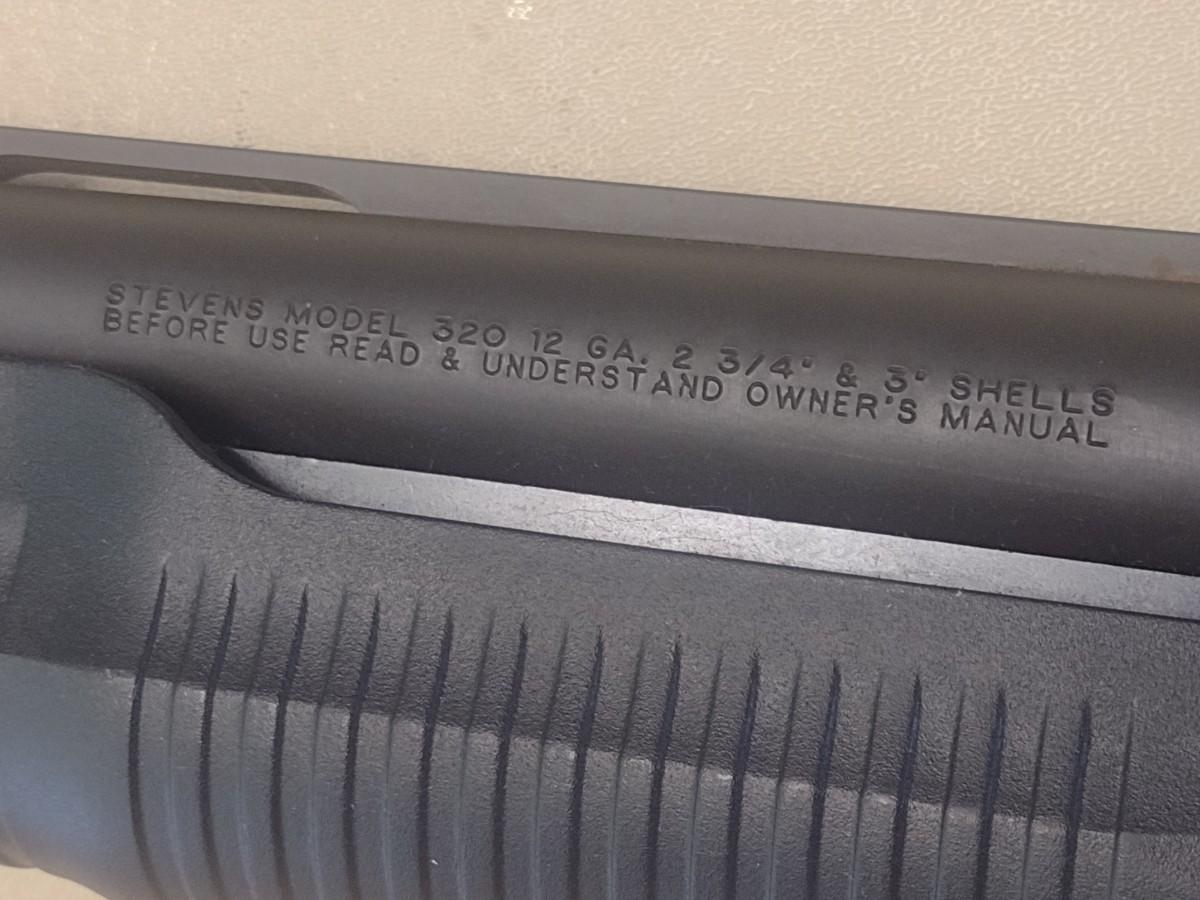 STEVENS MODEL 320 12 GA. 2 3/4" & 3" SHELLS
BEFORE USE READ & UNDERSTAND OWNER'S MANUAL